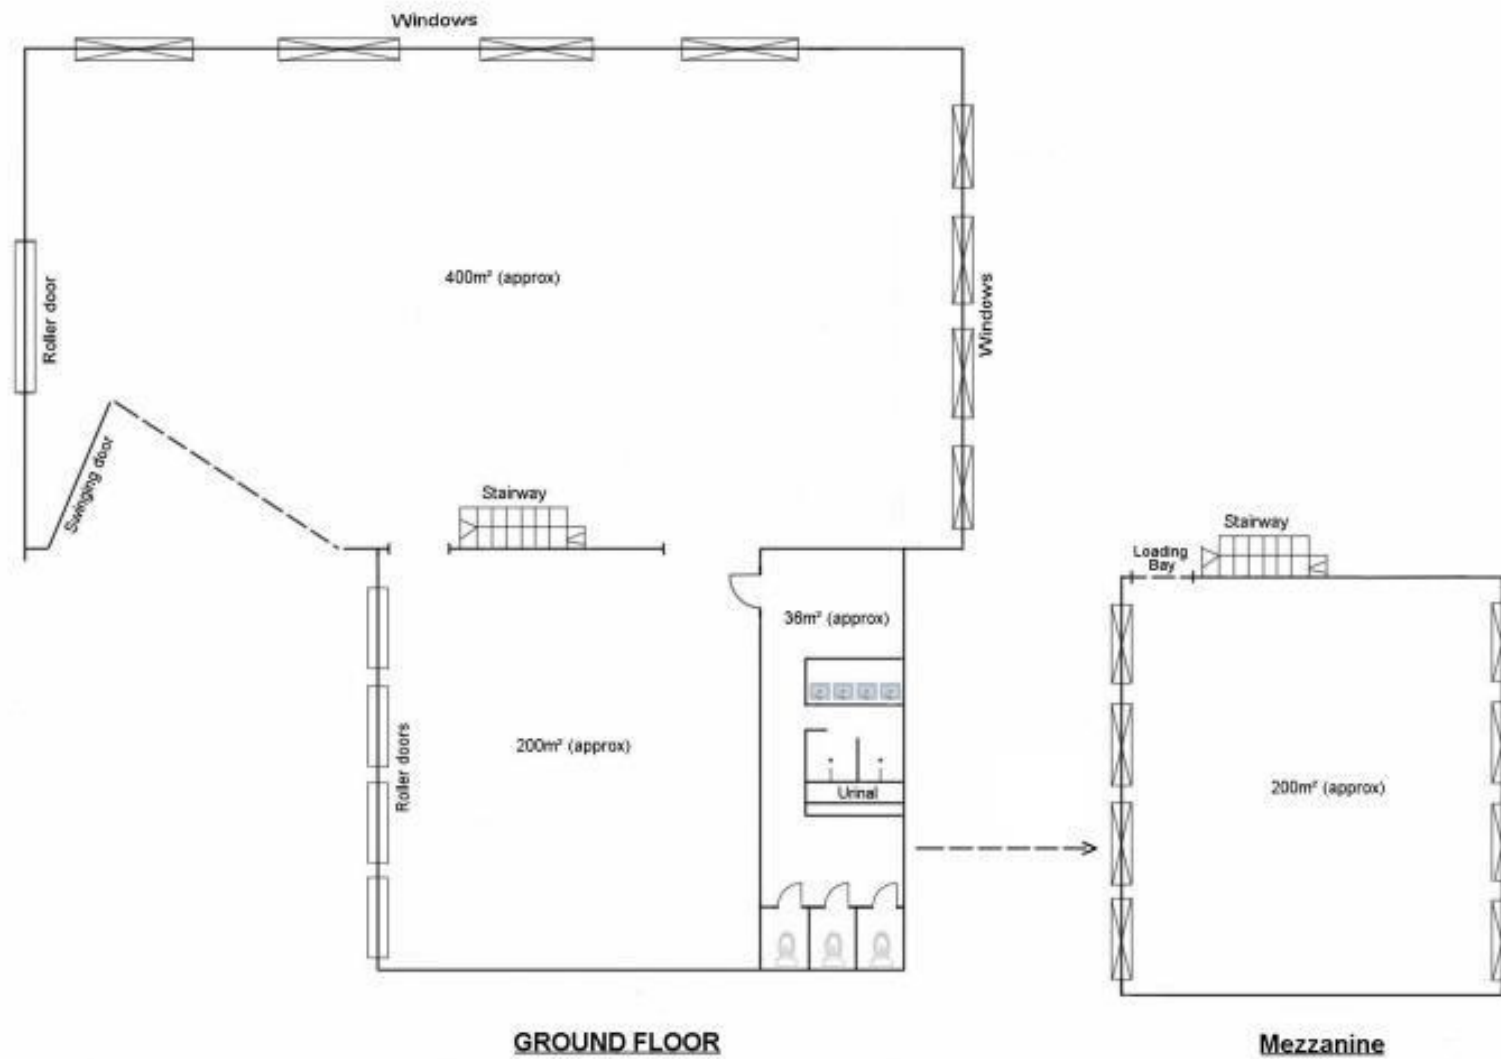 Windows
400m² (approx)
Roller door
Windows
Swinging door
Stairway
Stairway
Loading
Bay
36m² (approx)
Roller doors
200m² (approx)
Urinal
200m² (approx)
GROUND FLOOR
Mezzanine